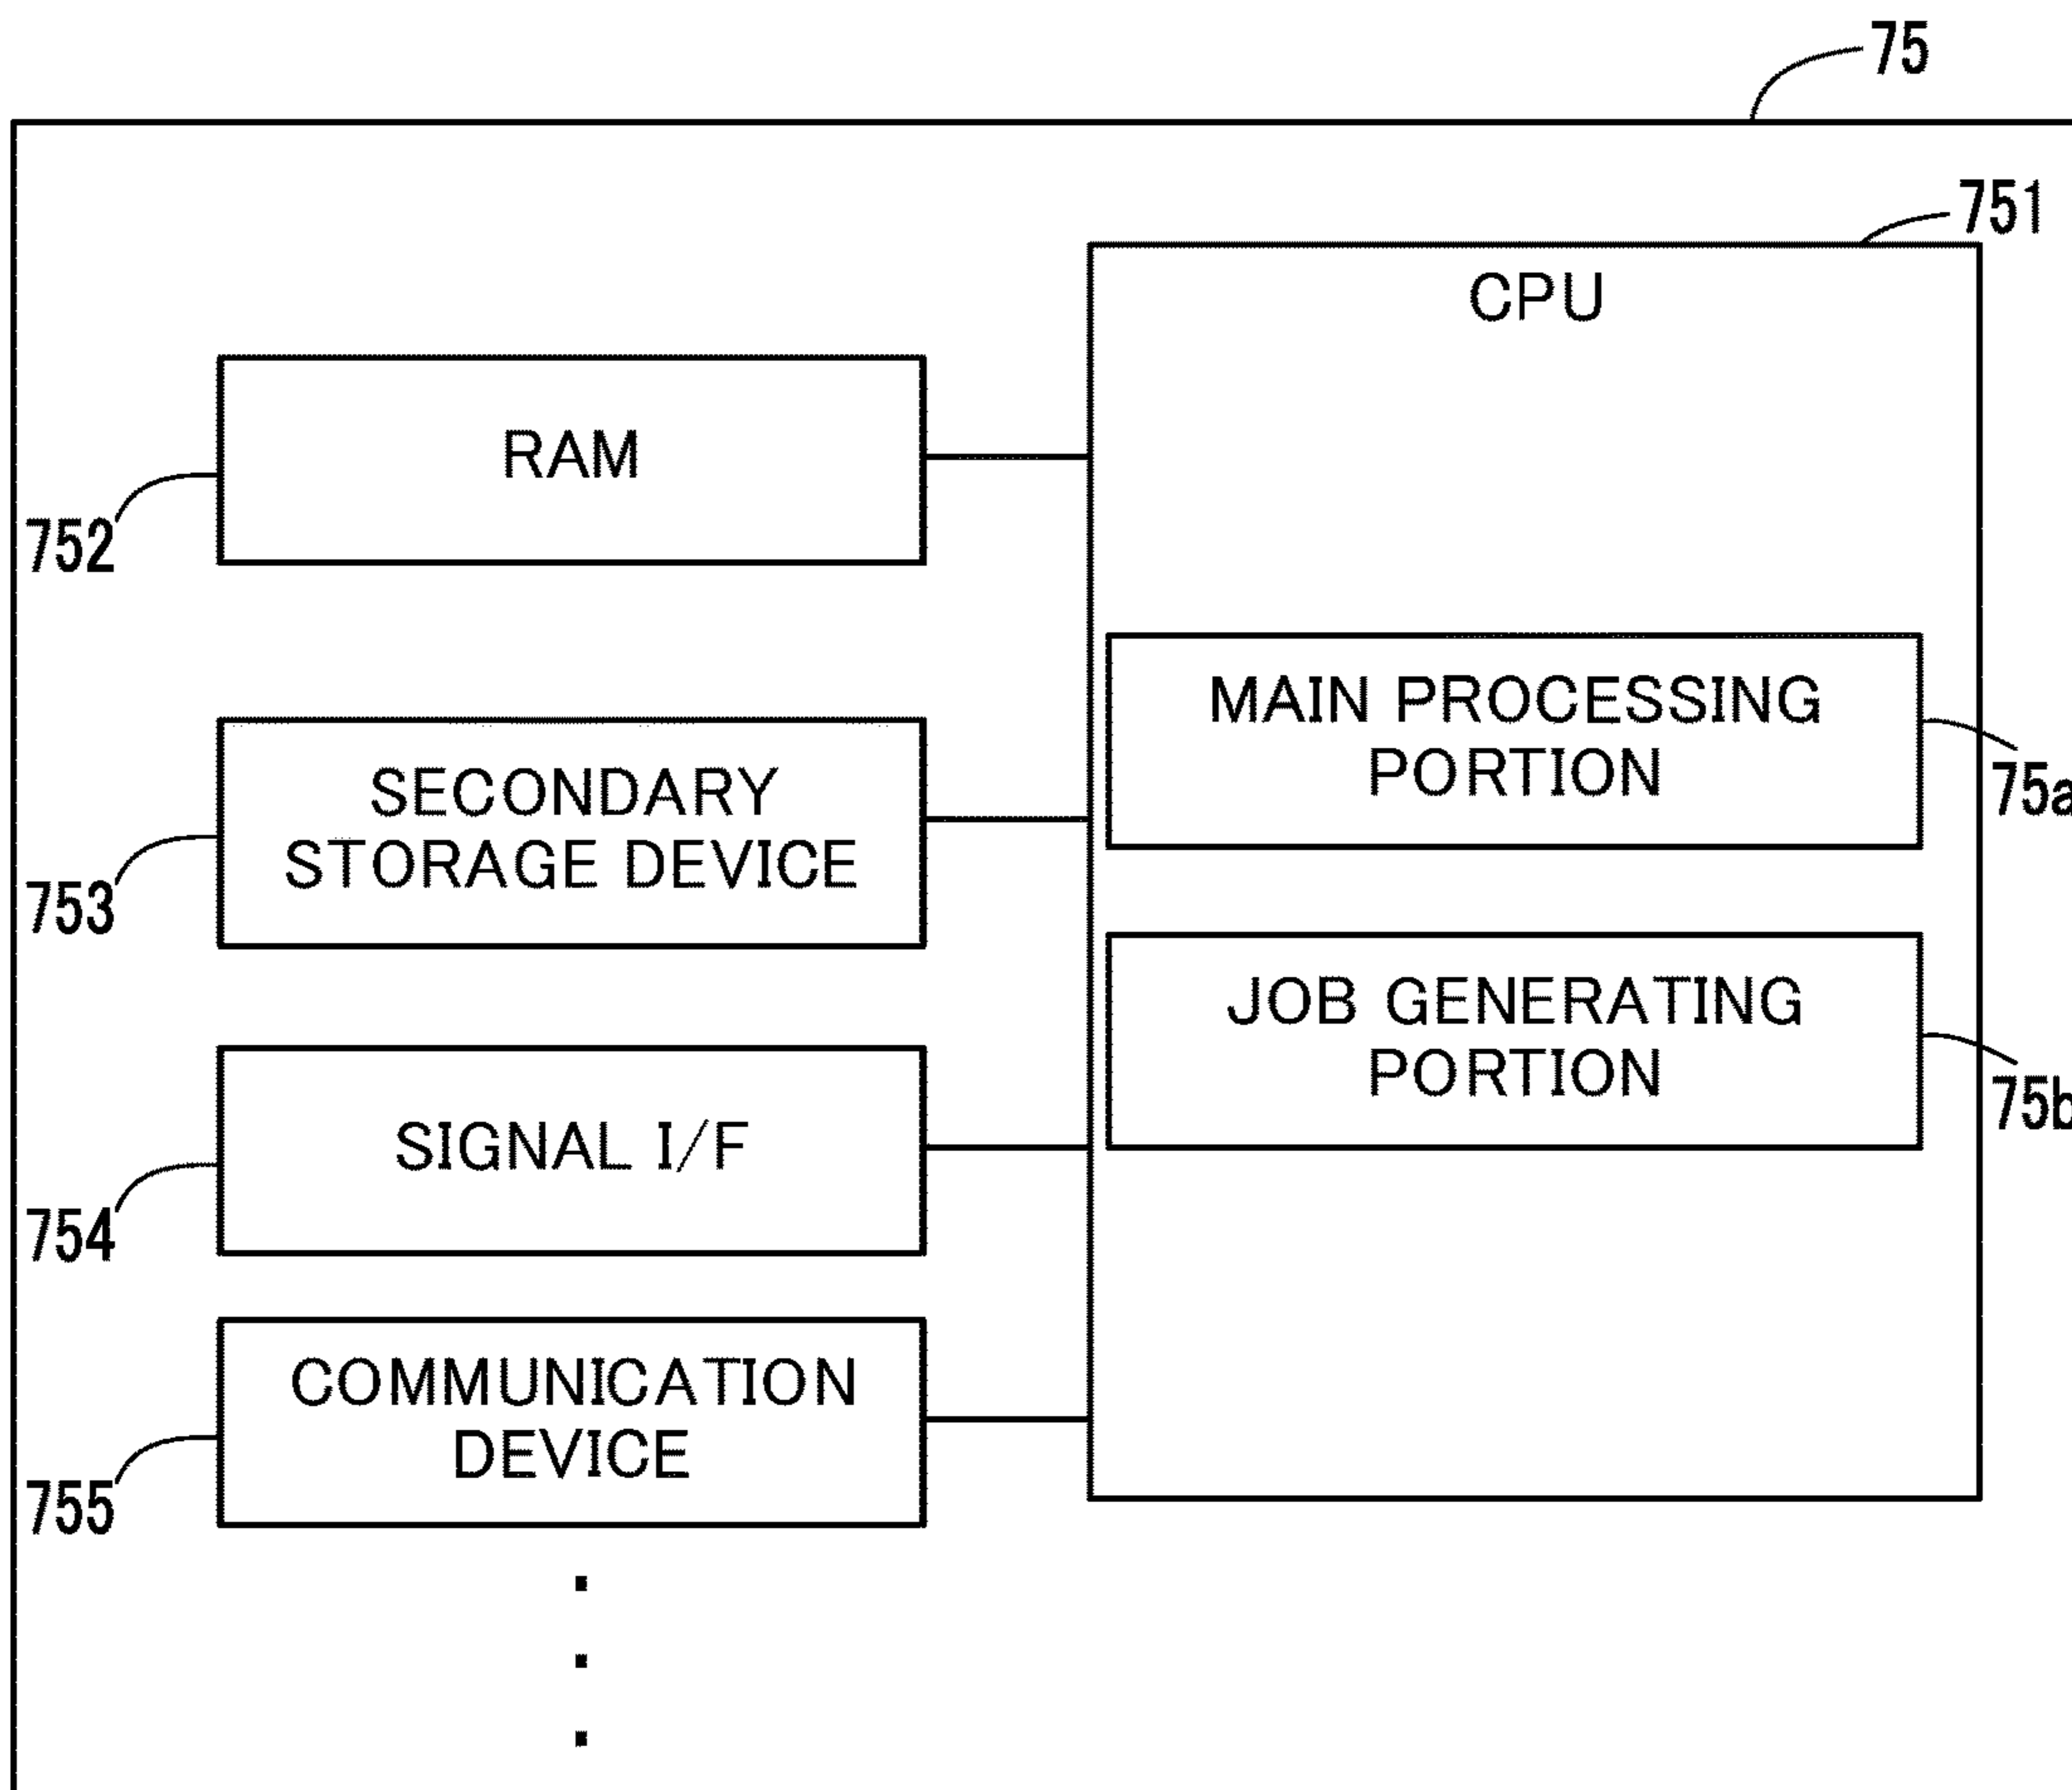 75
751
CPU
RAM
752
MAIN PROCESSING
PORTION
75a
SECONDARY
STORAGE DEVICE
753
JOB GENERATING
PORTION
75b
SIGNAL I/F
754
COMMUNICATION
DEVICE
755